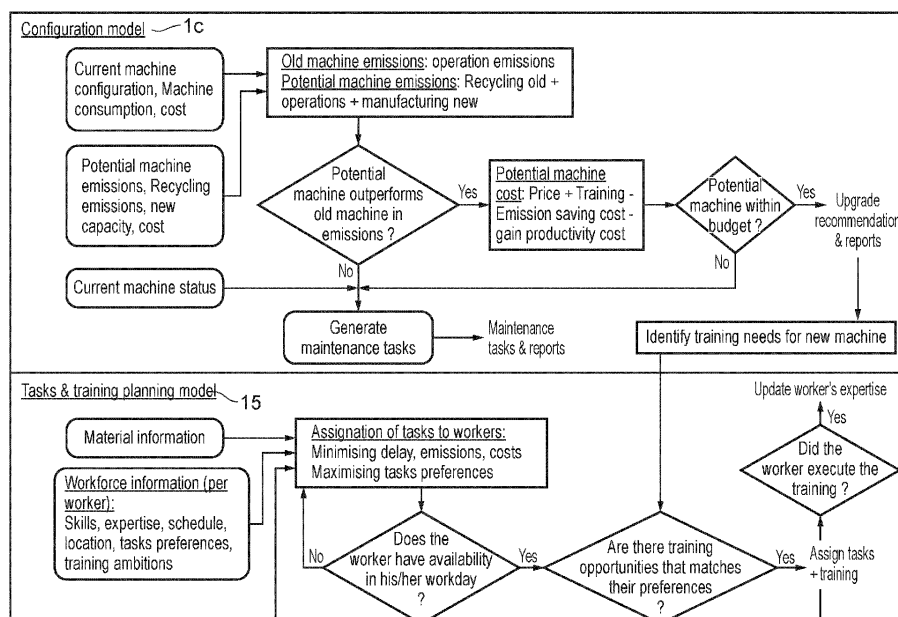 Configuration model
1c
Current machine
configuration, Machine
consumption, cost
Old machine emissions: operation emissions
Potential machine emissions: Recycling old +
operations + manufacturing new
Potential machine
emissions, Recycling
emissions, new
capacity, cost
Potential
machine outperforms
old machine in
emissions ?
Yes
Potential machine
cost: Price + Training -
Emission saving cost -
gain productivity cost
Potential
machine within
budget ?
Yes
Upgrade
recommendation
& reports
No
No
Current machine status
Generate
maintenance tasks
Maintenance
tasks & reports
Identify training needs for new machine
Tasks & training planning model
15
Update worker's expertise
Yes
Material information
Assignation of tasks to workers:
Minimising delay, emissions, costs
Maximising tasks preferences
Did the
worker execute the
training ?
Workforce information (per
worker):
Skills, expertise, schedule,
location, tasks preferences,
training ambitions
No
Does the
worker have availability
in his/her workday
?
Yes
Are there training
opportunities that matches
their preferences
?
Yes
Assign tasks
+ training